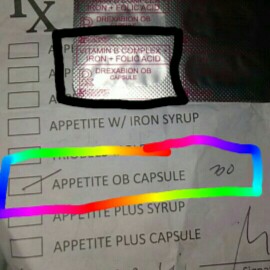 Rx
DREXABION OB
CAPSULE
VITAMIN B COMPLEX +
IRON + FOLIC ACID
DREXABION OB
CAPSULE
APPETITE W/ IRON SYRUP
APPETITE OB CAPSULE
APPETITE PLUS SYRUP
APPETITE PLUS CAPSULE